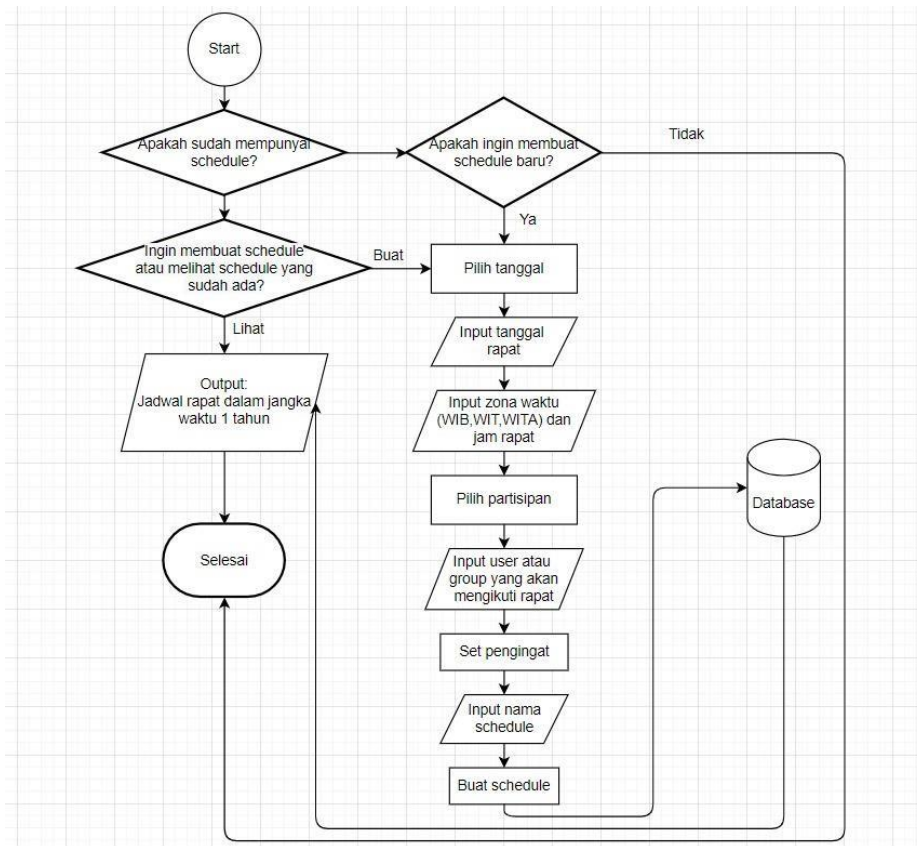 Start
Apakah sudah mempunyai
schedule?
Apakah ingin membuat
schedule baru?
Tidak
Ya
Ingin membuat schedule
atau melihat schedule yang
sudah ada?
Buat
Pilih tanggal
Lihat
Input tanggal
rapat
Output:
Jadwal rapat dalam jangka
waktu 1 tahun
Input zona waktu
(WIB,WIT,WITA) dan
jam rapat
Pilih partisipan
Database
Selesai
Input user atau
group yang akan
mengikuti rapat
Set pengingat
Input nama
schedule
Buat schedule